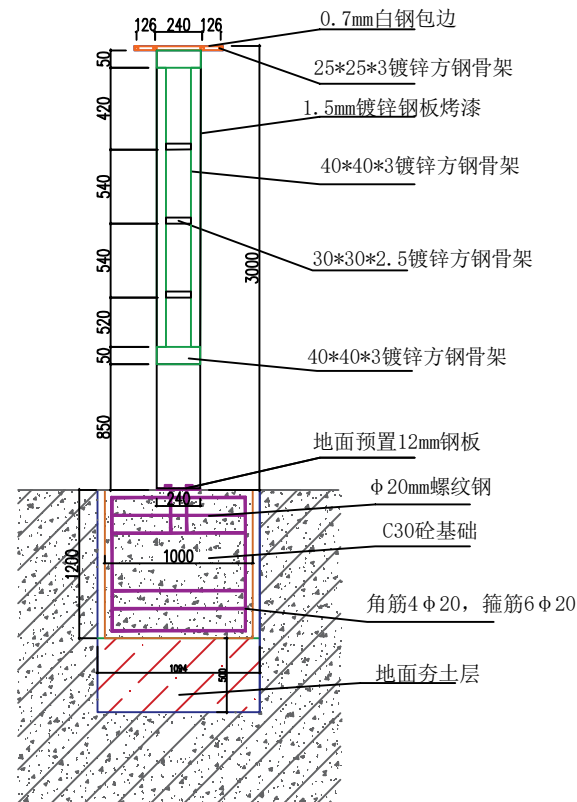 126 240 126
0.7mm白钢包边
50
25*25*3镀锌方钢骨架
420
1.5mm镀锌钢板烤漆
540
40*40*3镀锌方钢骨架
540
3000
30*30*2.5镀锌方钢骨架
520
50
40*40*3镀锌方钢骨架
850
地面预置12mm钢板
240
φ20mm螺纹钢
C30砼基础
1200
1000
角筋4φ20，箍筋6φ20
1094
500
地面夯土层